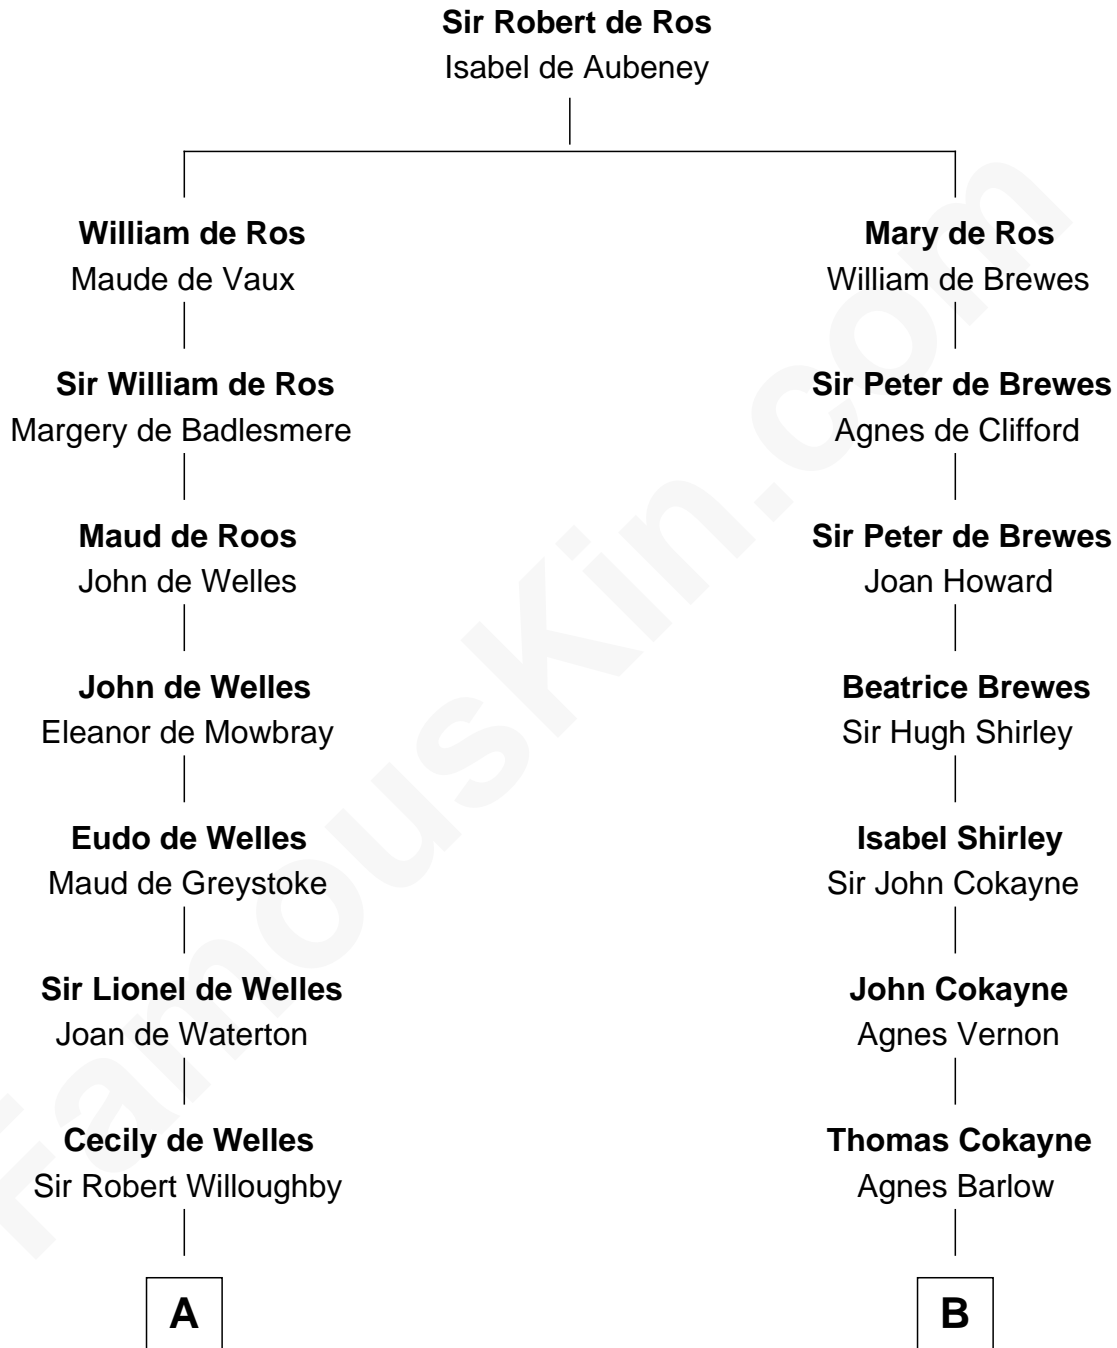 Sir Robert de Ros
Isabel de Aubeney
William de Ros
Maude de Vaux
Mary de Ros
William de Brewes
Sir William de Ros
Margery de Badlesmere
Sir Peter de Brewes
Agnes de Clifford
Maud de Roos
John de Welles
Sir Peter de Brewes
Joan Howard
John de Welles
Eleanor de Mowbray
Beatrice Brewes
Sir Hugh Shirley
Eudo de Welles
Maud de Greystoke
Isabel Shirley
Sir John Cokayne
Sir Lionel de Welles
Joan de Waterton
John Cokayne
Agnes Vernon
Cecily de Welles
Sir Robert Willoughby
Thomas Cokayne
Agnes Barlow
A
B
FamousKin.com